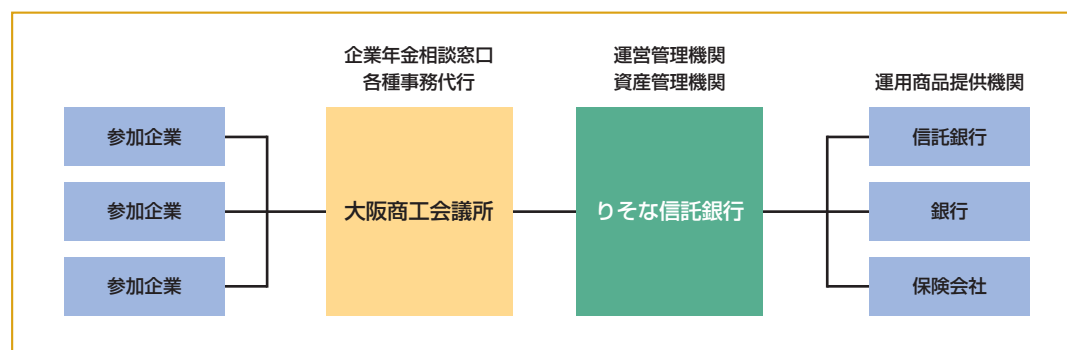 企業年金相談窓口
各種事務代行
運営管理機関
資産管理機関
運用商品提供機関
参加企業
参加企業
参加企業
大阪商工会議所
りそな信託銀行
信託銀行
銀行
保険会社